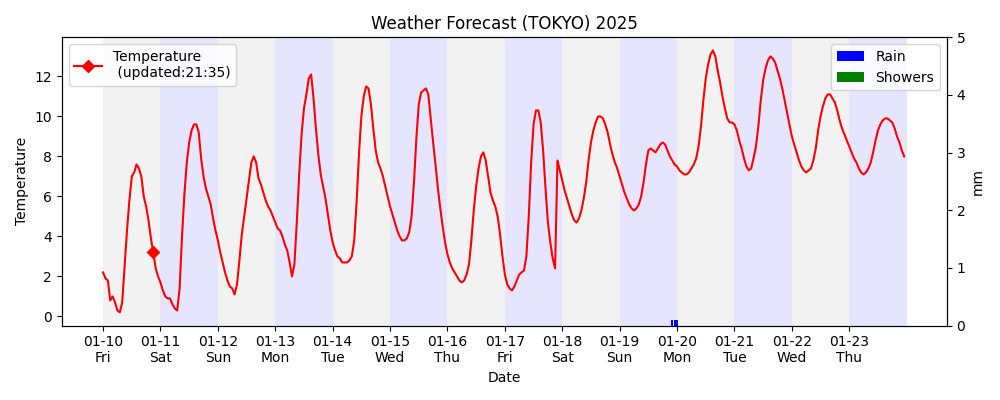 Weather Forecast (TOKYO) 2025
Temperature
(updated:21:35)
Rain
Showers
Temperature
12
10
8
6
4
2
0
5
4
3
2
1
0
mm
01-10 01-11 01-12 01-13 01-14 01-15 01-16 01-17 01-18 01-19 01-20 01-21 01-22 01-23
Fri Sat Sun Mon Tue Wed Thu Fri Sat Sun Mon Tue Wed Thu
Date